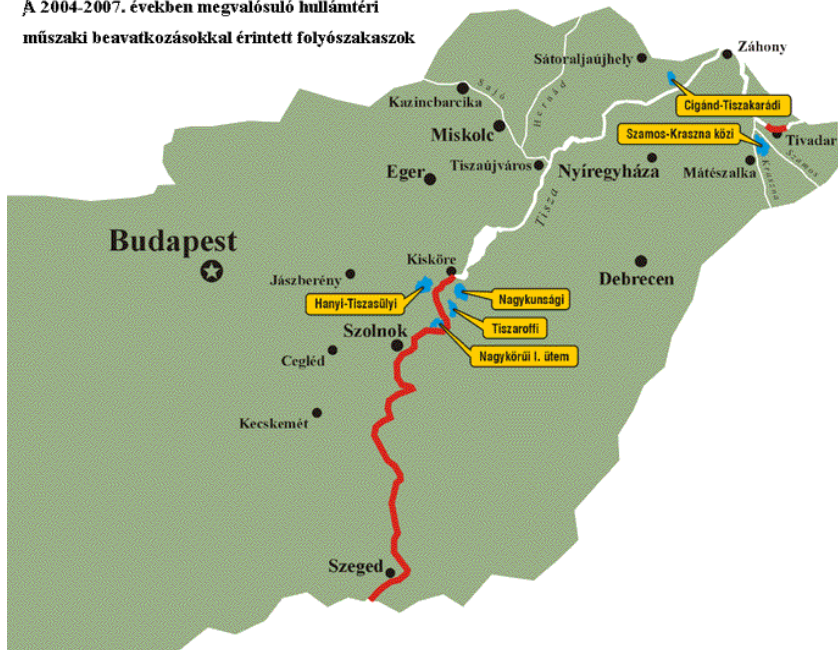 A 2004-2007. években megvalósuló hullámtéri
műszaki beavatkozásokkal érintett folyószakaszok
Záhony
Sátoraljaújhely
Cigánd-Tiszakarádi
Kazincbarcika
Sajó
Hernád
Miskolc
Szamos-Kraszna közi
Tivadar
Tiszaújváros
Nyíregyháza
Mátészalka
Kraszna
Szamos
Eger
Tisza
Budapest
Kisköre
Debrecen
Jászberény
Hanyi-Tiszasülyi
Nagykunsági
Tiszaroffi
Szolnok
Nagykörűi I. ütem
Cegléd
Kecskemét
Szeged